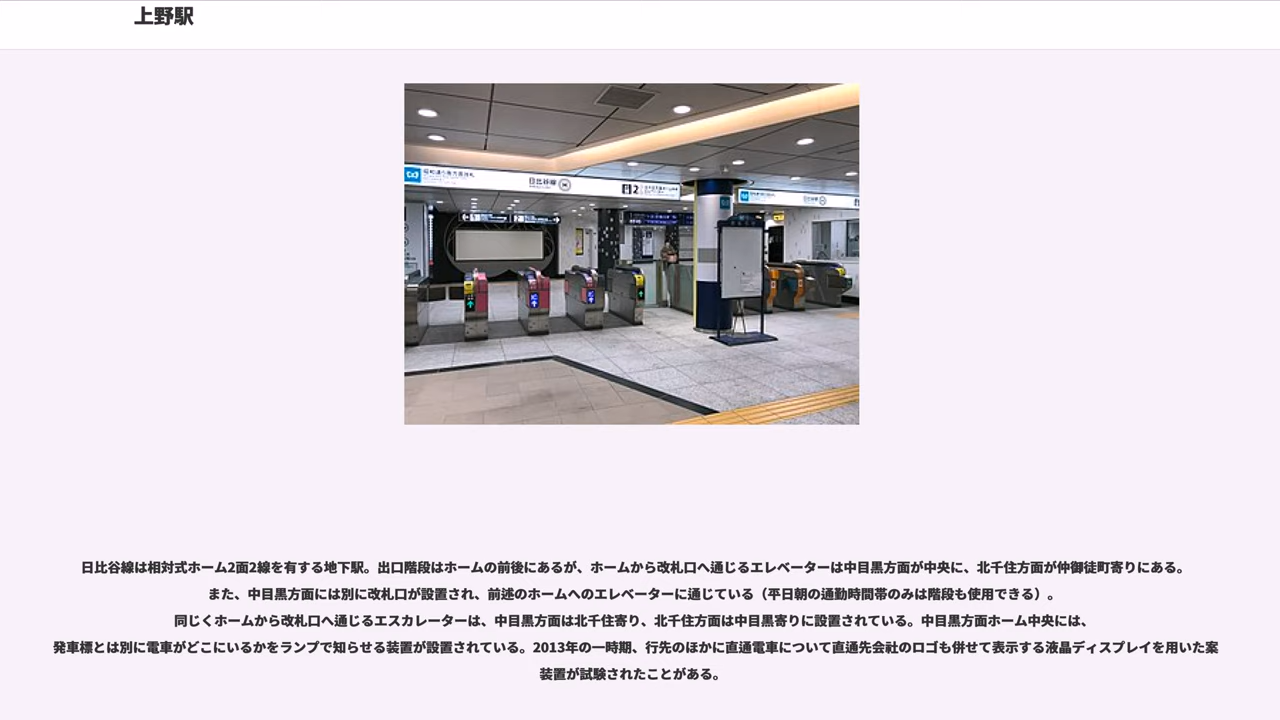 上野駅
日比谷線
2
日比谷線
日比谷線は相対式ホーム2面2線を有する地下駅。出口階段はホームの前後にあるが、ホームから改札口へ通じるエレベーターは中目黒方面が中央に、北千住方面が仲御徒町寄りにある。
また、中目黒方面には別に改札口が設置され、前述のホームへのエレベーターに通じている（平日朝の通勤時間帯のみは階段も使用できる）。
同じくホームから改札口へ通じるエスカレーターは、中目黒方面は北千住寄り、北千住方面は中目黒寄りに設置されている。中目黒方面ホーム中央には、
発車標とは別に電車がどこにいるかをランプで知らせる装置が設置されている。2013年の一時期、行先のほかに直通電車について直通先会社のロゴも併せて表示する液晶ディスプレイを用いた案
装置が試験されたことがある。